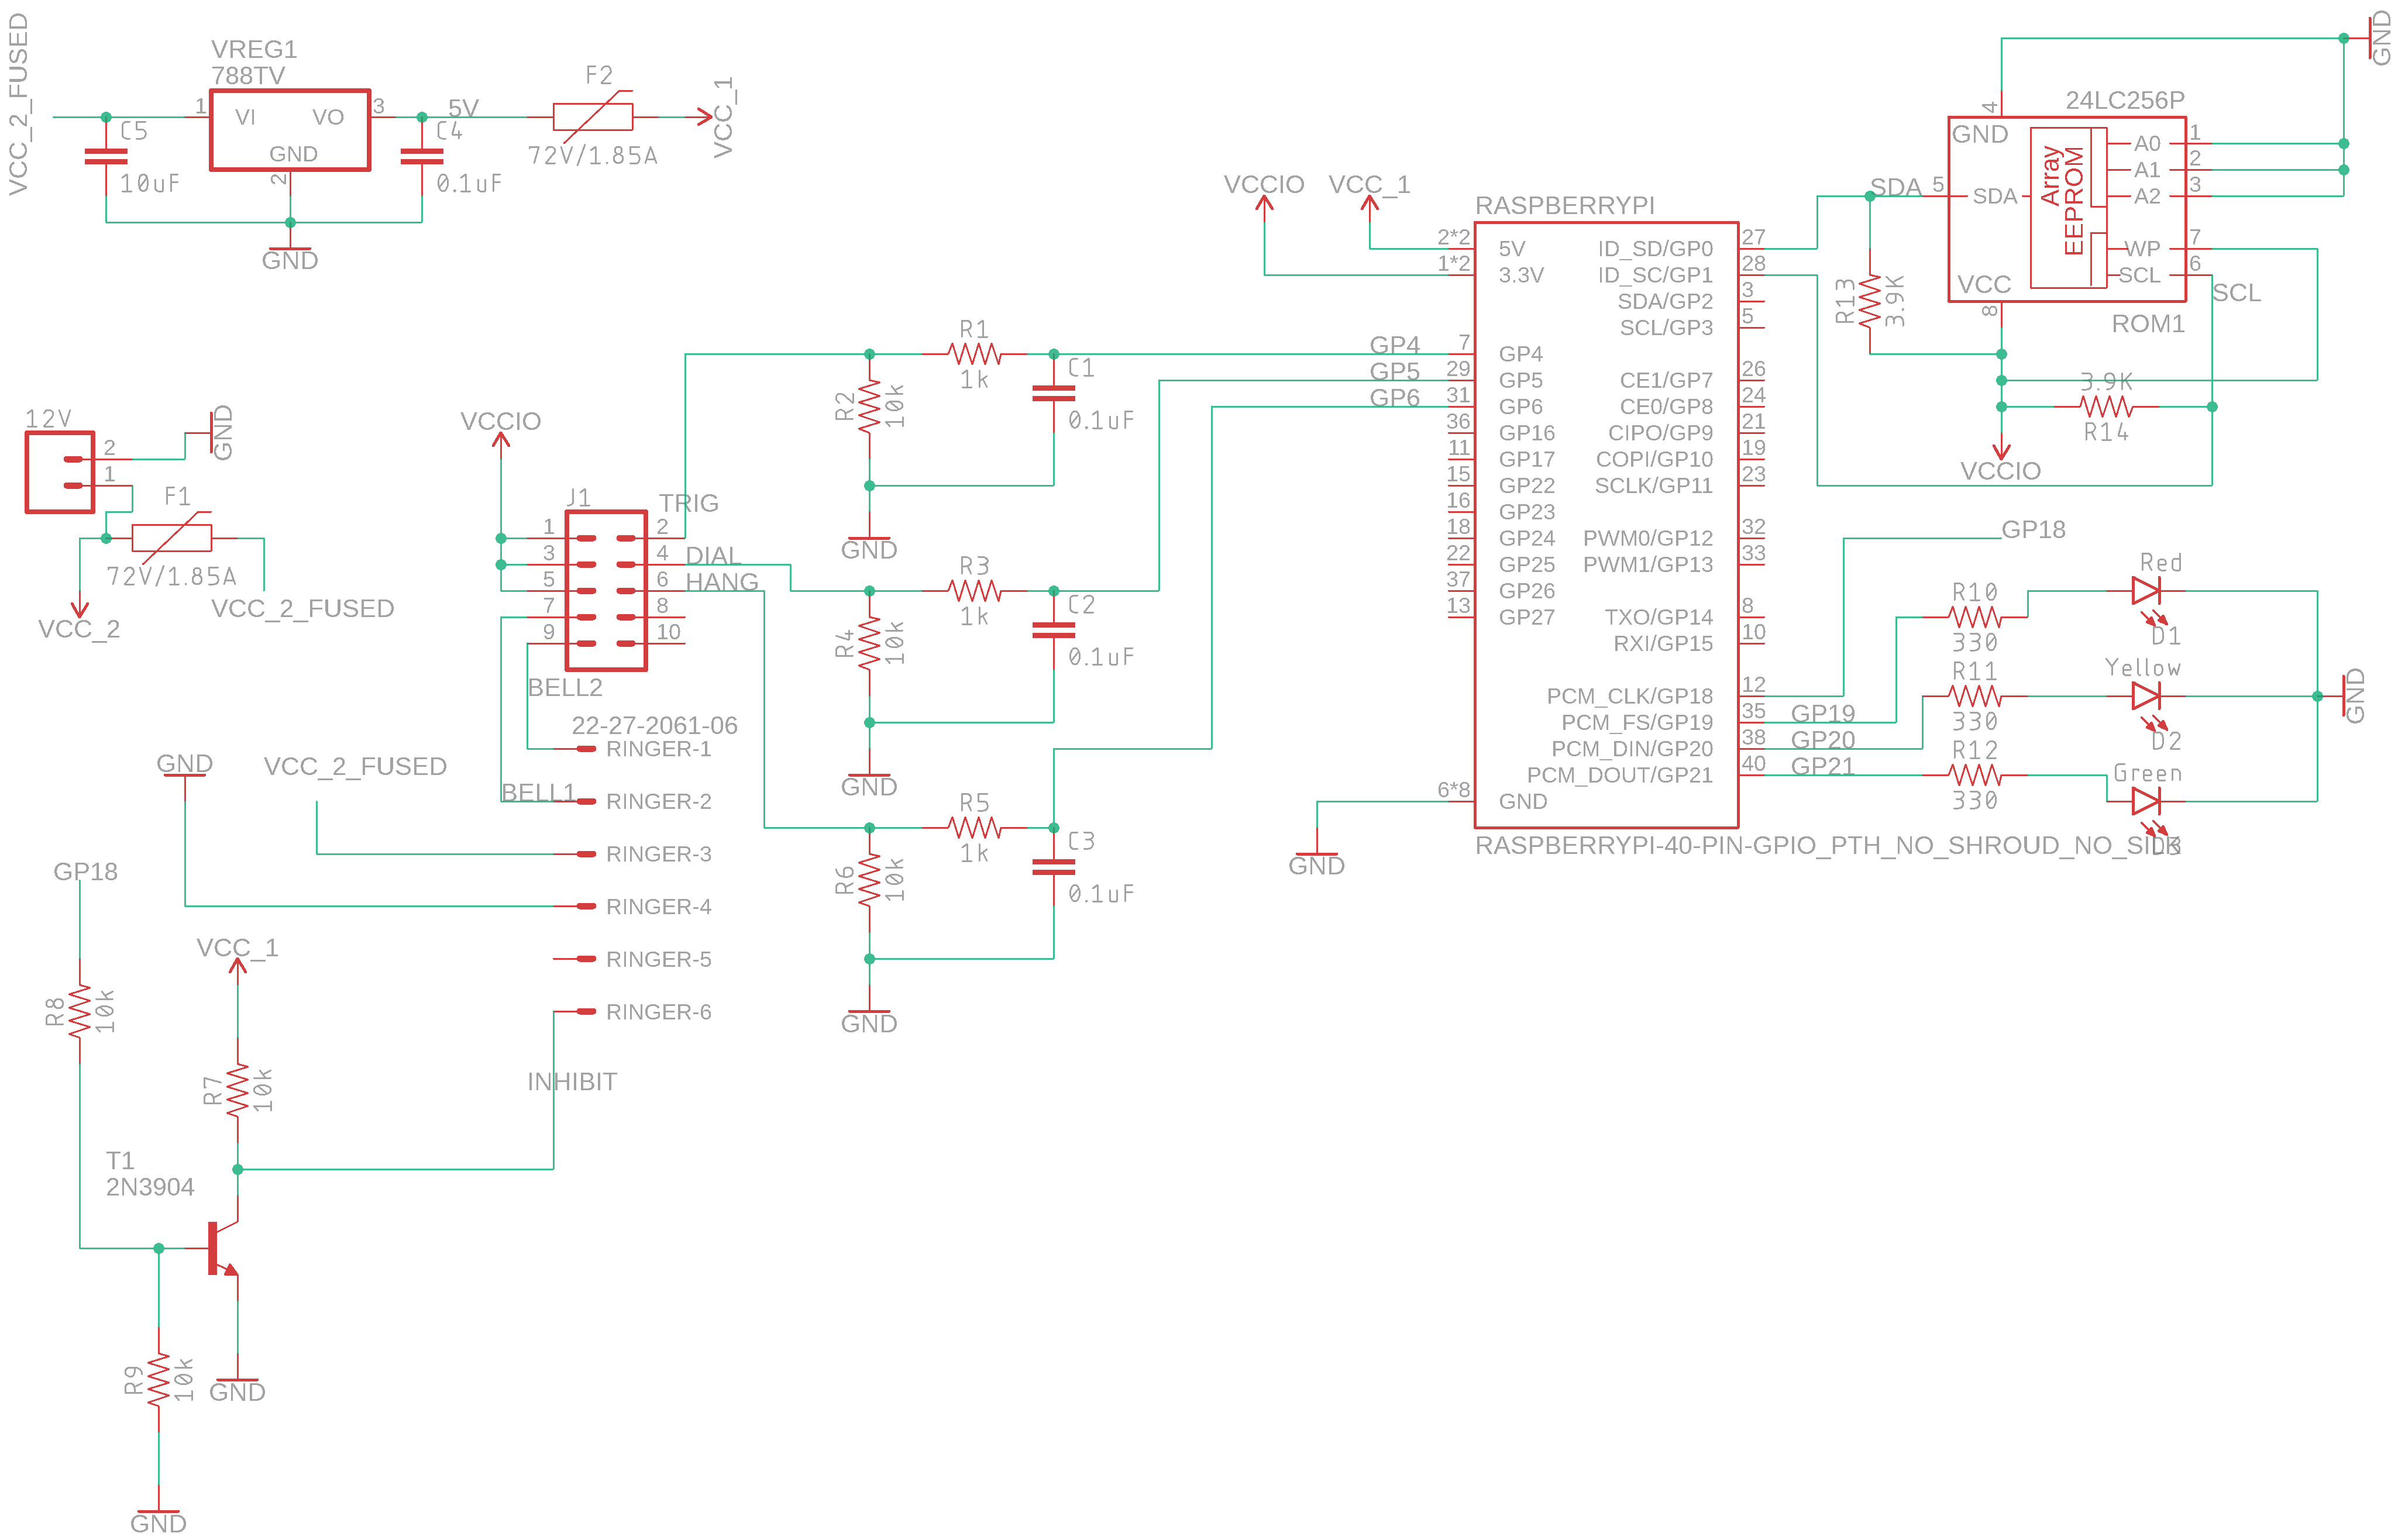 VCC_2_FUSED
VREG1
788TV
1
VI
VO
3
GND
2
C5
10uF
5V
C4
0.1uF
GND
F2
72V/1.85A
VCC_1
12V
2
1
GND
F1
72V/1.85A
VCC_2
VCC_2_FUSED
VCCIO
J1
TRIG
1
2
3
4
DIAL
5
6
HANG
7
8
9
10
BELL2
22-27-2061-06
RINGER-1
BELL1
RINGER-2
RINGER-3
RINGER-4
RINGER-5
RINGER-6
INHIBIT
GND
VCC_2_FUSED
GP18
VCC_1
R8
10k
R7
10k
T1
2N3904
R9
10k
GND
GND
R1
1k
R2
10k
C1
0.1uF
GND
R3
1k
R4
10k
C2
0.1uF
GND
R5
1k
R6
10k
C3
0.1uF
GND
VCCIO
VCC_1
RASPBERRYPI
2*2
5V
ID_SD/GP0
27
1*2
3.3V
ID_SC/GP1
28
SDA/GP2
3
SCL/GP3
5
GP4
7
GP4
GP5
29
GP5
CE1/GP7
26
GP6
31
GP6
CE0/GP8
24
36
GP16
CIPO/GP9
21
11
GP17
COPI/GP10
19
15
GP22
SCLK/GP11
23
16
GP23
18
GP24
PWM0/GP12
32
22
GP25
PWM1/GP13
33
37
GP26
13
GP27
TXO/GP14
8
RXI/GP15
10
PCM_CLK/GP18
12
PCM_FS/GP19
35
GP19
PCM_DIN/GP20
38
GP20
PCM_DOUT/GP21
40
GP21
6*8
GND
GND
RASPBERRYPI-40-PIN-GPIO_PTH_NO_SHROUD_NO_SILK
GND
24LC256P
4
GND
A0
1
A1
2
SDA
5
SDA
A2
3
Array
EEPROM
WP
7
SCL
6
SCL
VCC
8
ROM1
R13
3.9K
3.9K
R14
VCCIO
GP18
Red
R10
330
D1
Yellow
R11
330
D2
R12
330
Green
D3
GND